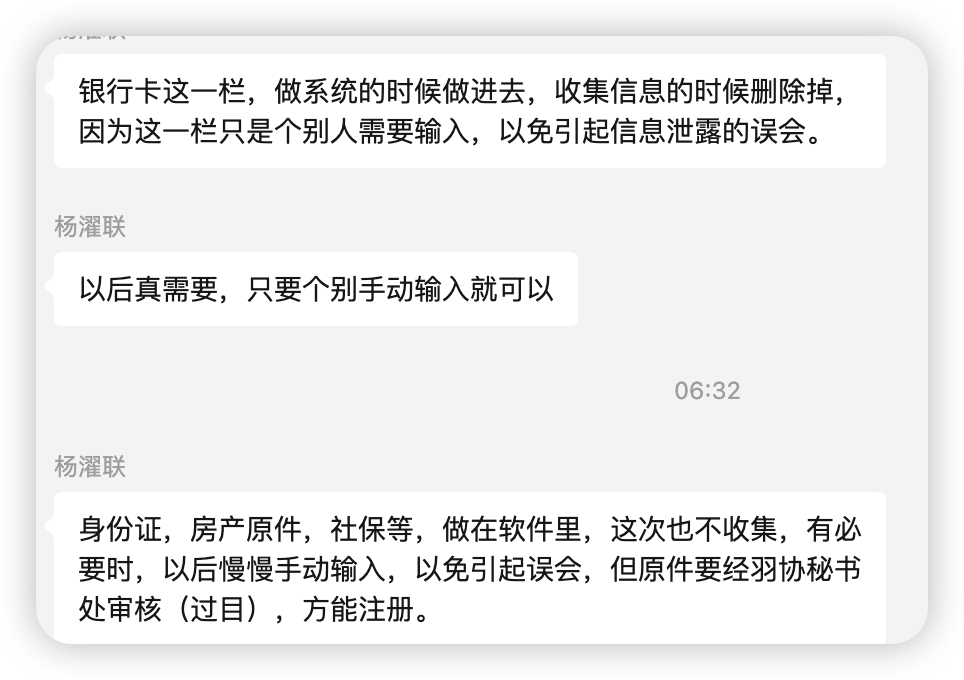 银行卡这一栏，做系统的时候做进去，收集信息的时候删除掉，
因为这一栏只是个别人需要输入，以免引起信息泄露的误会。
杨濯联
以后真需要，只要个别手动输入就可以
06:32
杨濯联
身份证，房产原件，社保等，做在软件里，这次也不收集，有必
要时，以后慢慢手动输入，以免引起误会，但原件要经羽协秘书
处审核（过目），方能注册。